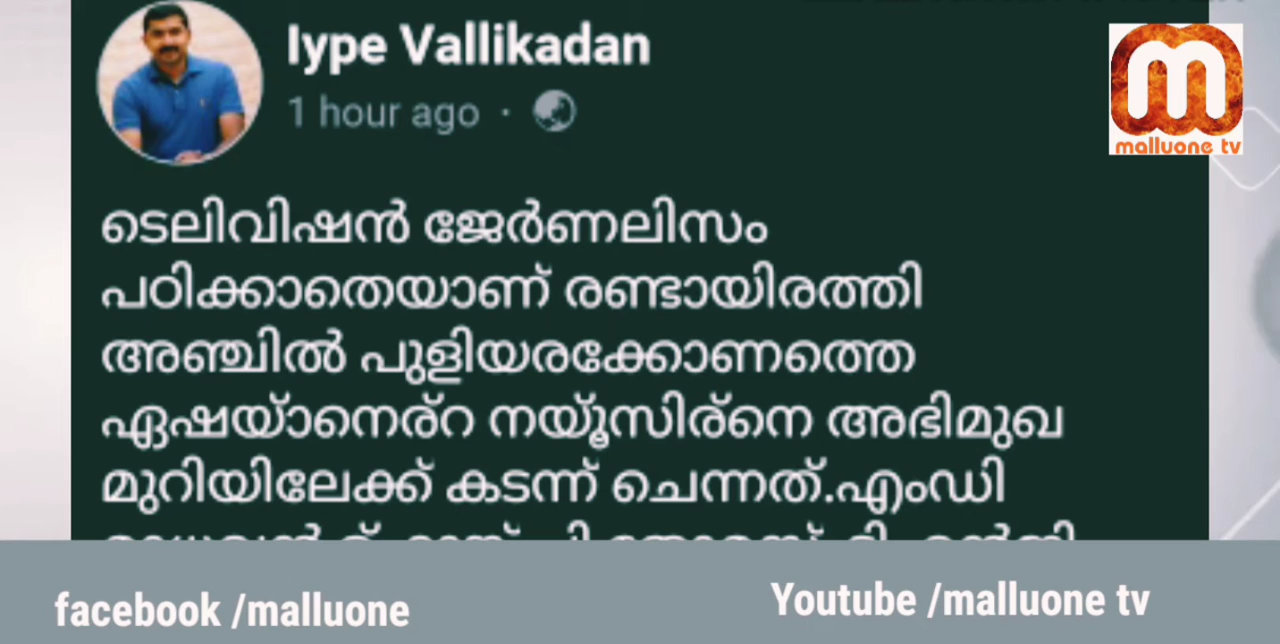 Iype Vallikadan
1 hour ago ·
malluone tv
ടെലിവിഷൻ ജേർണലിസം
പഠിക്കാതെയാണ് രണ്ടായിരത്തി
അഞ്ചിൽ പുളിയരക്കോണത്തെ
ഏഷയ്ാനെര്റ നയ്ൂസിര്നെ അഭിമുഖ
മുറിയിലേക്ക് കടന്ന് ചെന്നത്.എംഡി
facebook /malluone
Youtube /malluone tv